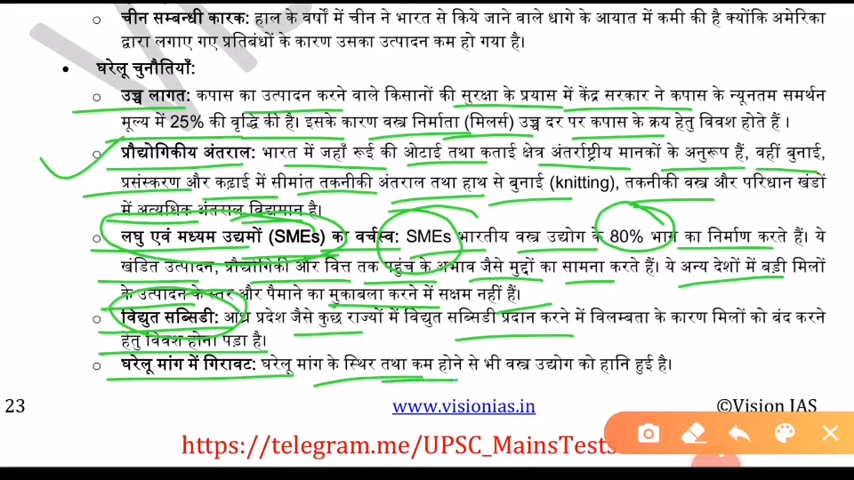 ○ चीन सम्बन्धी कारक: हाल के वर्षों में चीन ने भारत से किये जाने वाले धागे के आयात में कमी की है क्योंकि अमेरिका
द्वारा लगाए गए प्रतिबंधों के कारण उसका उत्पादन कम हो गया है।
• घरेलू चुनौतियाँ:
○ उच्च लागत: कपास का उत्पादन करने वाले किसानों की सुरक्षा के प्रयास में केंद्र सरकार ने कपास के न्यूनतम समर्थन
मूल्य में 25% की वृद्धि की है। इसके कारण वस्त्र निर्माता (मिलर्स) उच्च दर पर कपास के क्रय हेतु विवश होते हैं।
○ प्रौद्योगिकीय अंतराल: भारत में जहाँ रूई की ओटाई तथा कताई क्षेत्र अंतर्राष्ट्रीय मानकों के अनुरूप हैं, वहीं बुनाई,
प्रसंस्करण और कढ़ाई में सीमांत तकनीकी अंतराल तथा हाथ से बुनाई (knitting), तकनीकी वस्त्र और परिधान खंडों
में अत्यधिक अंतराल विद्यमान है।
○ लघु एवं मध्यम उद्यमों (SMEs) का वर्चस्व: SMEs भारतीय वस्त्र उद्योग के 80% भाग का निर्माण करते हैं। ये
खंडित उत्पादन, प्रौद्योगिकी और वित्त तक पहुंच के अभाव जैसे मुद्दों का सामना करते हैं। ये अन्य देशों में बड़ी मिलों
के उत्पादन के स्तर और पैमाने का मुकाबला करने में सक्षम नहीं हैं।
○ विद्युत सब्सिडी: आंध्र प्रदेश जैसे कुछ राज्यों में विद्युत सब्सिडी प्रदान करने में विलम्बता के कारण मिलों को बंद करने
हेतु विवश होना पड़ा है।
○ घरेलू मांग में गिरावट: घरेलू मांग के स्थिर तथा कम होने से भी वस्त्र उद्योग को हानि हुई है।
23 www.visionias.in ©Vision IAS
https://telegram.me/UPSC_MainsTests